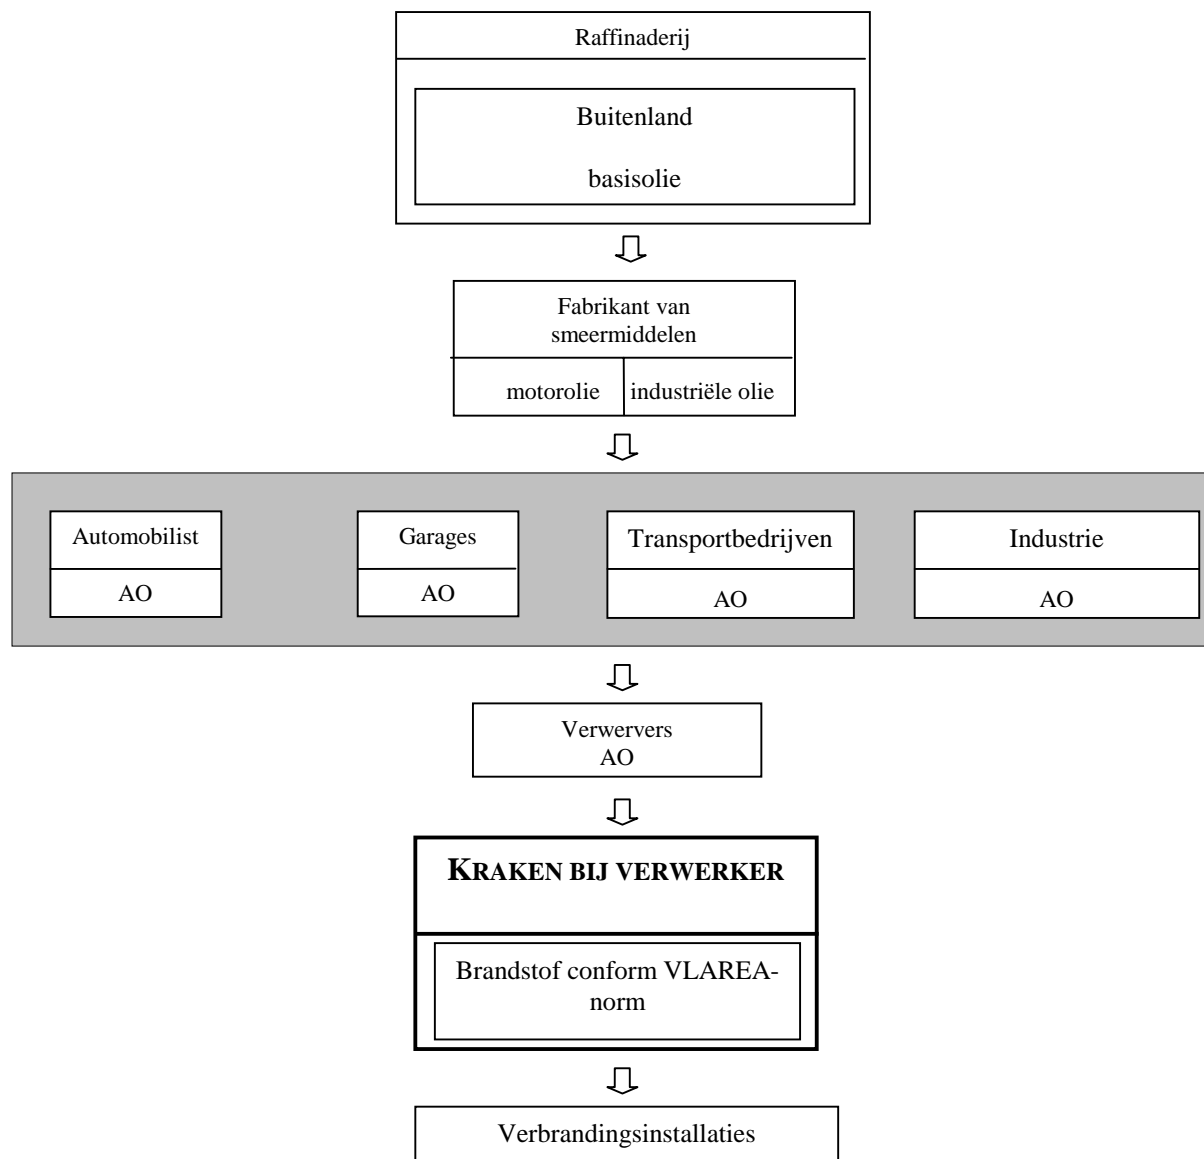 Raffinaderij
Buitenland
basisolie
Fabrikant van
smeermiddelen
motorolie
industriële olie
Automobilist
AO
Garages
AO
Transportbedrijven
AO
Industrie
AO
Verwervers
AO
KRAKEN BIJ VERWERKER
Brandstof conform VLAREA-
norm
Verbrandingsinstallaties